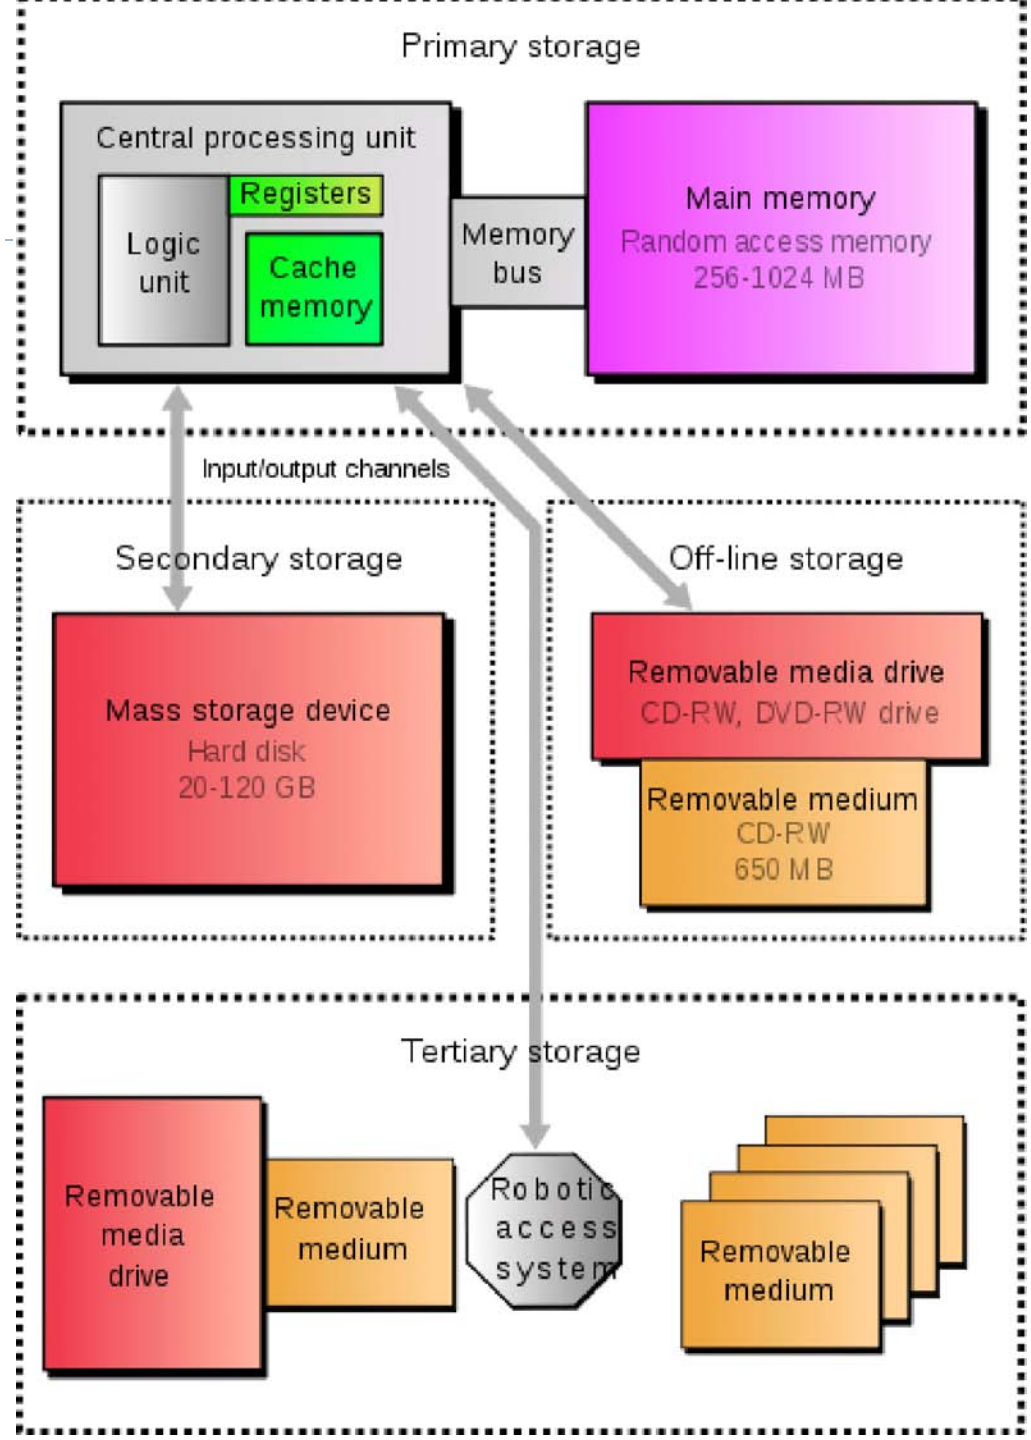 Primary storage
Central processing unit
Registers
Logic
unit
Cache
memory
Memory
bus
Main memory
Random access memory
256-1024 MB
Input/output channels
Secondary storage
Mass storage device
Hard disk
20-120 GB
Off-line storage
Removable media drive
CD-RW, DVD-RW drive
Removable medium
CD-RW
650 MB
Tertiary storage
Removable
media
drive
Removable
medium
Robotic
access
system
Removable
medium